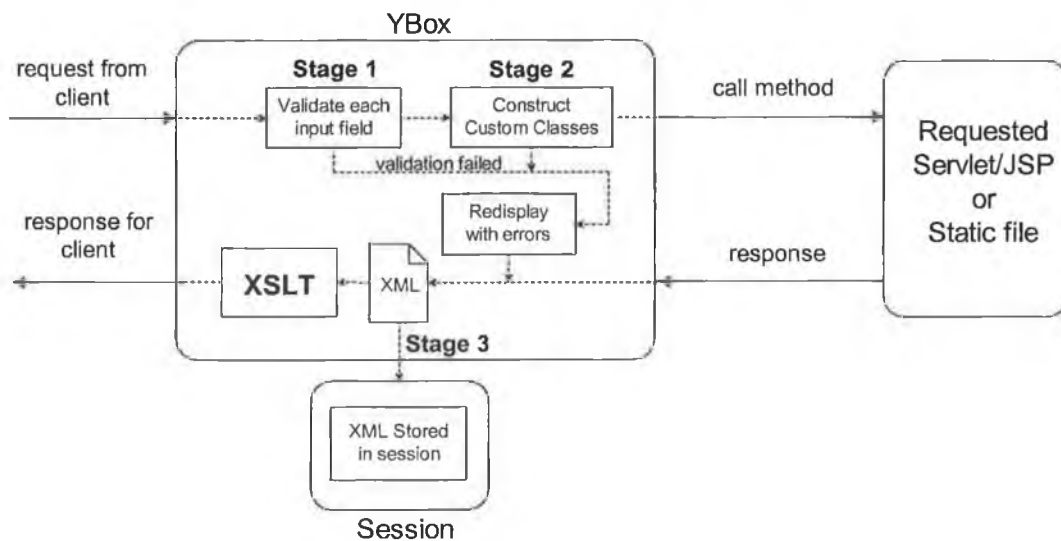 YBox
request from
client
Stage 1
Validate each
input field
Stage 2
Construct
Custom Classes
call method
Requested
Servlet/JSP
or
Static file
validation failed
Redisplay
with errors
response for
client
XSLT
XML
response
Stage 3
XML Stored
in session
Session